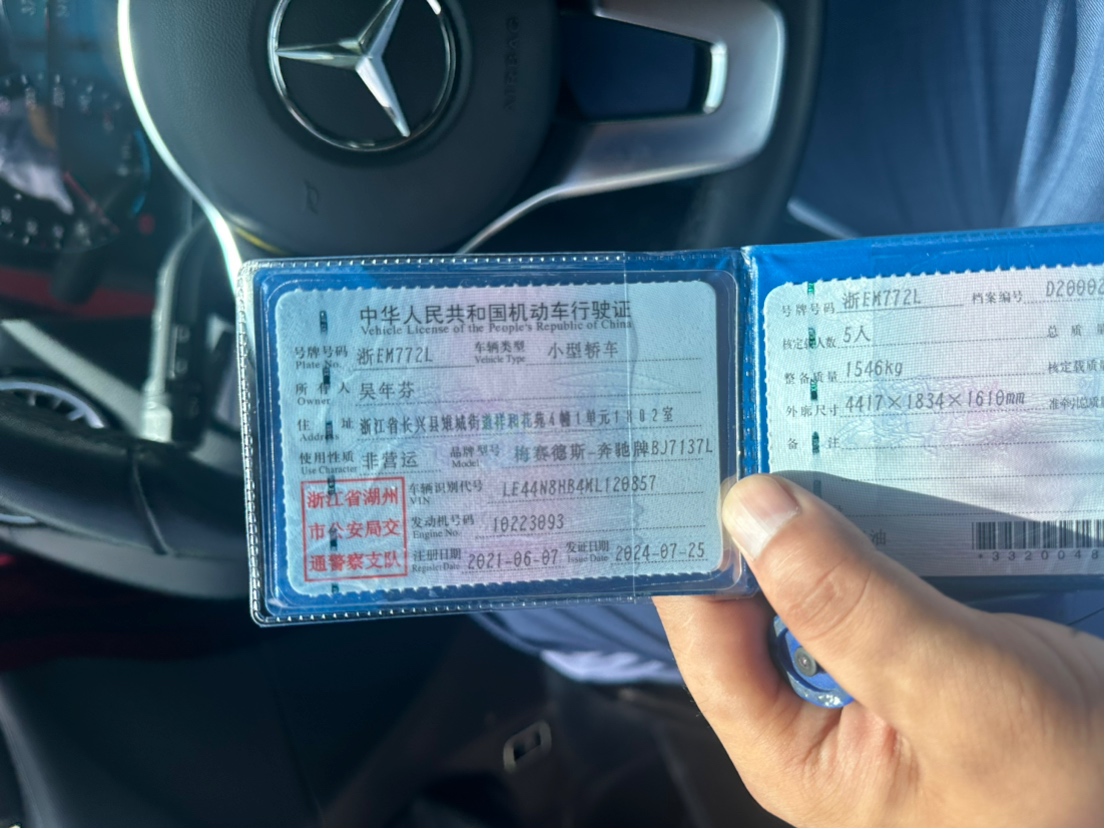 中华人民共和国机动车行驶证
Vehicle License of the People's Republic of China
号牌号码 浙EM772L 车辆类型 小型轿车
Plate No. Vehicle Type
所有人 吴年芬
Owner
住址 浙江省长兴县雉城街道祥和花苑4幢1单元1802室
Address
使用性质 非营运 品牌型号 梅赛德斯-奔驰牌BJ7137L
Use Character Model
车辆识别代号 LE44N8HB4ML120857
VIN
发动机号码 10223093
Engine No.
注册日期 2021-06-07 发证日期 2024-07-25
Register Date Issue Date
浙江省湖州
市公安局交
通警察支队
号牌号码 浙EM772L 档案编号 D20002
核定载人数 5人 总质量
整备质量 1546kg 核定载质量
外廓尺寸 4417×1834×1610mm 准牵引总质
备注
油
*3320048